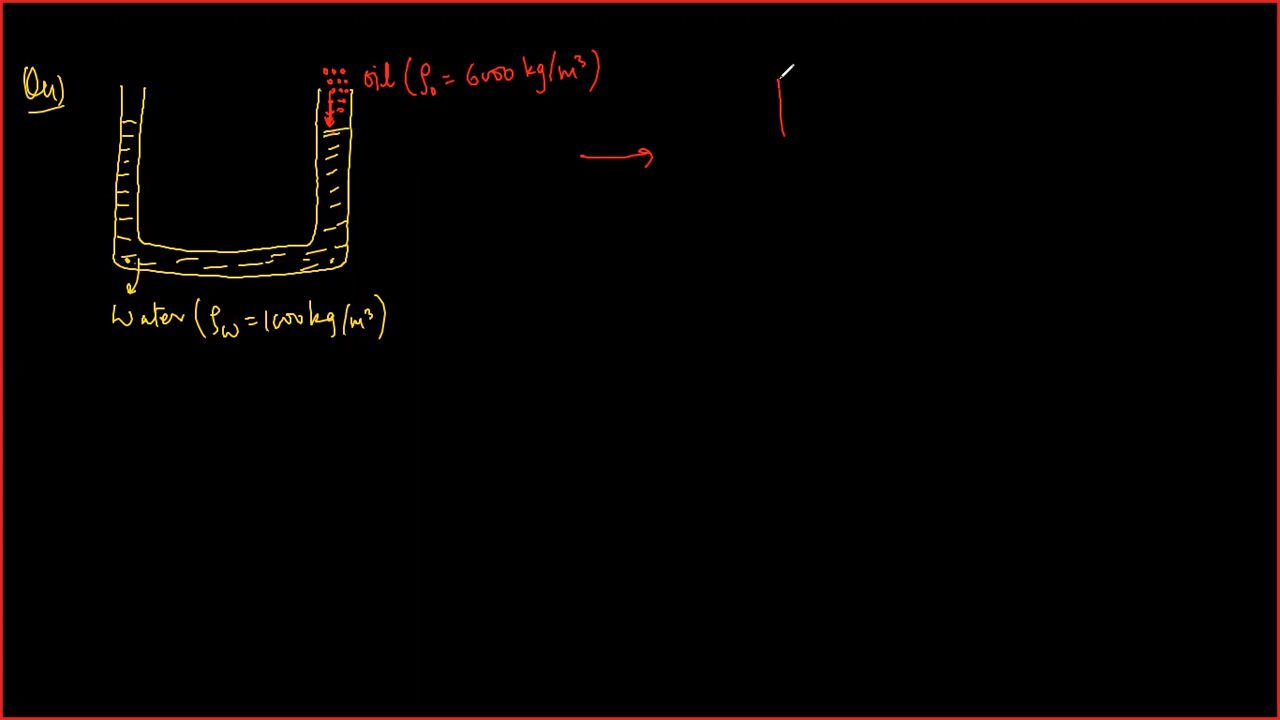 Qu)
oil (ρ₀ = 6000 kg/m³)
Water (ρw = 1000 kg/m³)